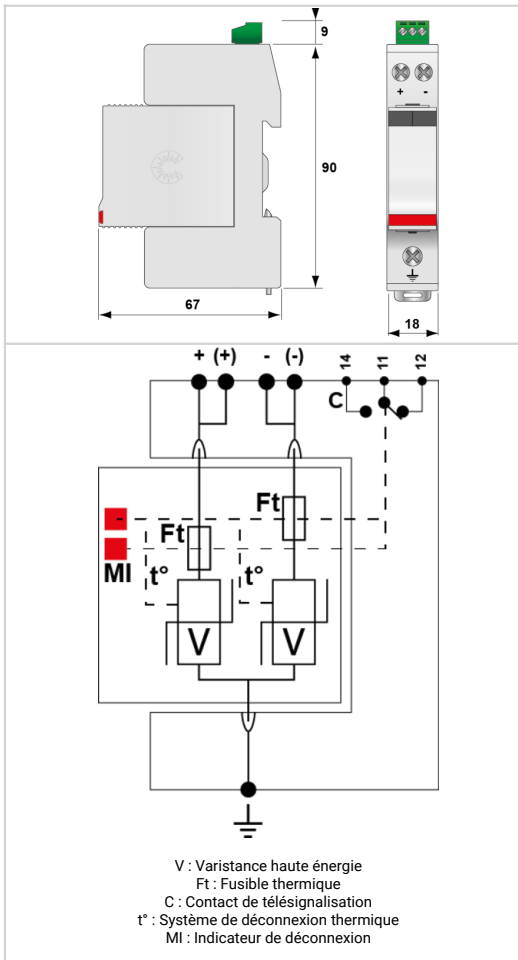 9
+ -
90
67
18
+ (+) - (-) 14 11 12
C
Ft
-
Ft
MI t° t°
V V
V : Varistance haute énergie
Ft : Fusible thermique
C : Contact de télésignalisation
t° : Système de déconnexion thermique
MI : Indicateur de déconnexion